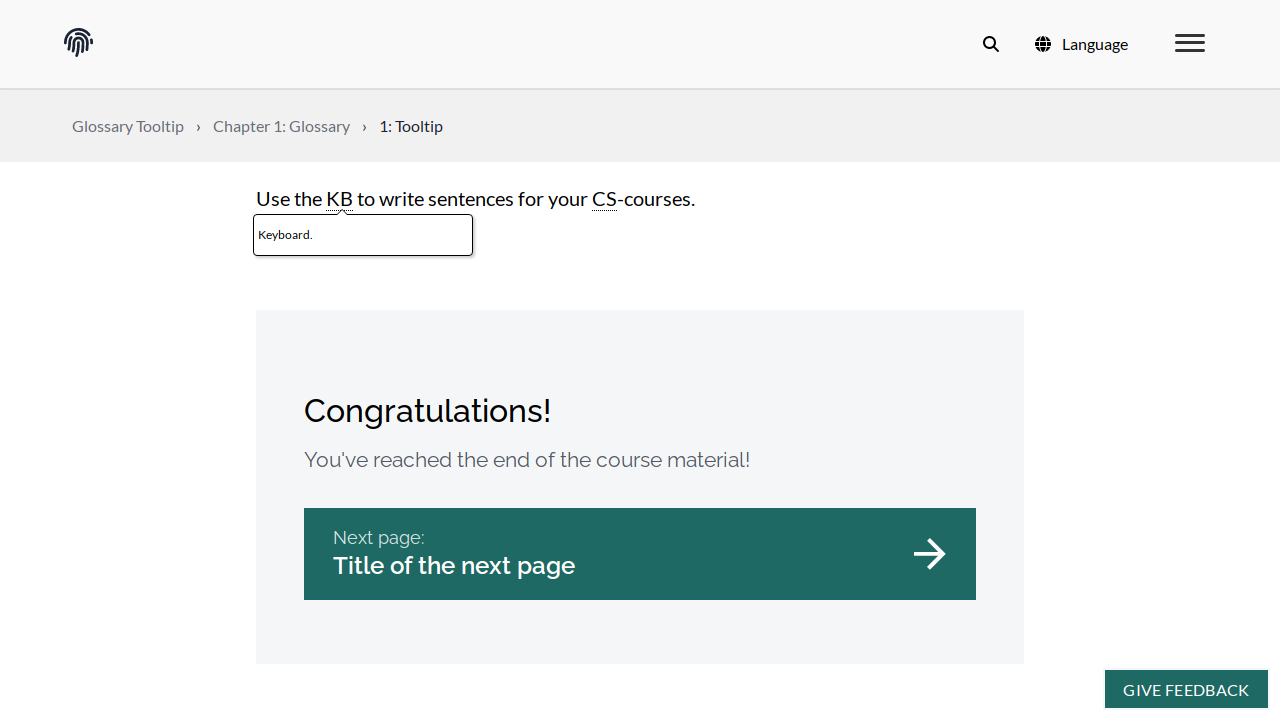 Language
Glossary Tooltip › Chapter 1: Glossary › 1: Tooltip
Use the KB to write sentences for your CS-courses.
Keyboard.
Congratulations!
You've reached the end of the course material!
Next page:
Title of the next page
GIVE FEEDBACK